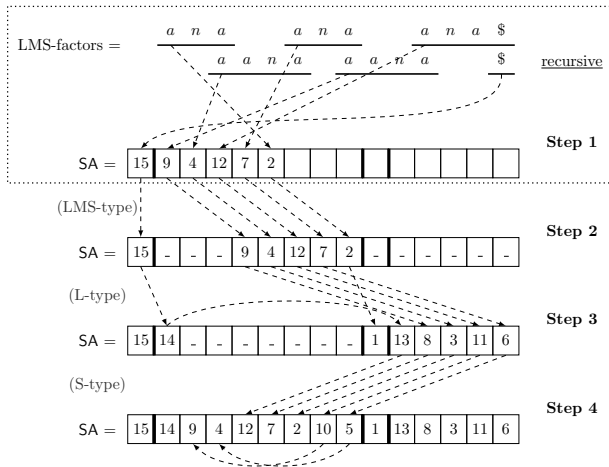 a n a a n a a n a $
LMS-factors =
a a n a a a n a $ recursive
Step 1
SA = 15 9 4 12 7 2
(LMS-type)
Step 2
SA = 15 - - - 9 4 12 7 2 - - - - - -
(L-type)
Step 3
SA = 15 14 - - - - - - - 1 13 8 3 11 6
(S-type)
Step 4
SA = 15 14 9 4 12 7 2 10 5 1 13 8 3 11 6